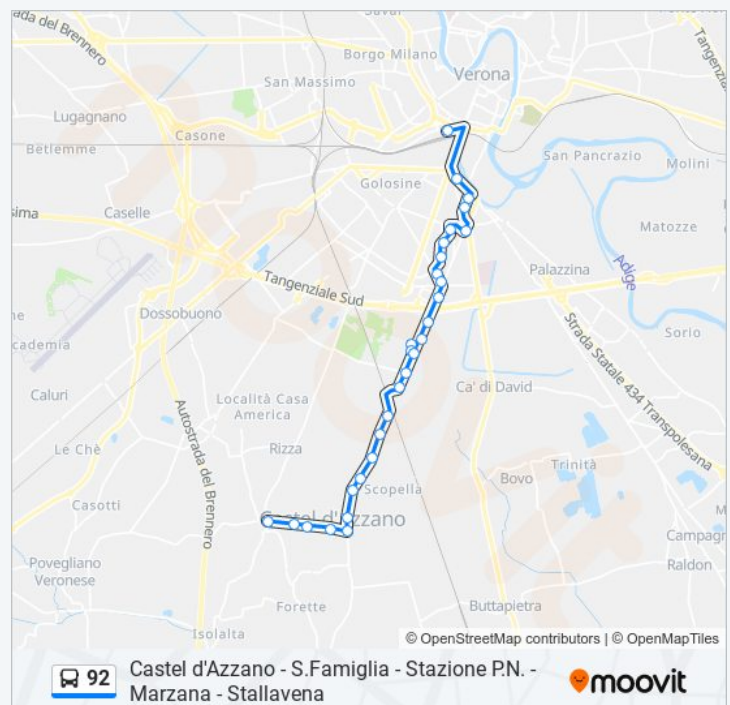 Saval
ada del Brennero
Borgo Milano
Verona
Tangenziale
San Massimo
Lugagnano
Casone
Betlemme
San Pancrazio
Molini
Golosine
sima
Caselle
Matozze
Palazzina
Adige
Tangenziale Sud
Dossobuono
Sorio
Strada Statale 434 Transpolesana
Caluri
Località Casa
America
Ca' di David
Autostrada del Brennero
Le Chè
Rizza
Trinità
Bovo
Scopella
Casotti
Castel d'Azzano
Campagn
Raldon
Povegliano
Veronese
Forette
Buttapietra
Isolalta
© OpenStreetMap contributors | © OpenMapTiles
92
Castel d'Azzano - S.Famiglia - Stazione P.N. -
Marzana - Stallavena
moovit